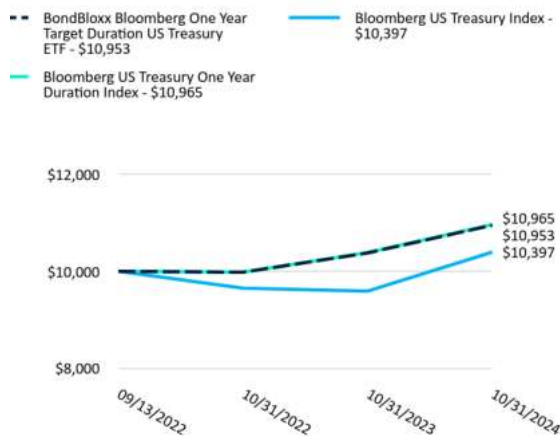 BondBloxx Bloomberg One Year
Target Duration US Treasury
ETF - $10,953
Bloomberg US Treasury Index -
$10,397
Bloomberg US Treasury One Year
Duration Index - $10,965
$12,000
$10,000
$8,000
$10,965
$10,953
$10,397
09/13/2022
10/31/2022
10/31/2023
10/31/2024